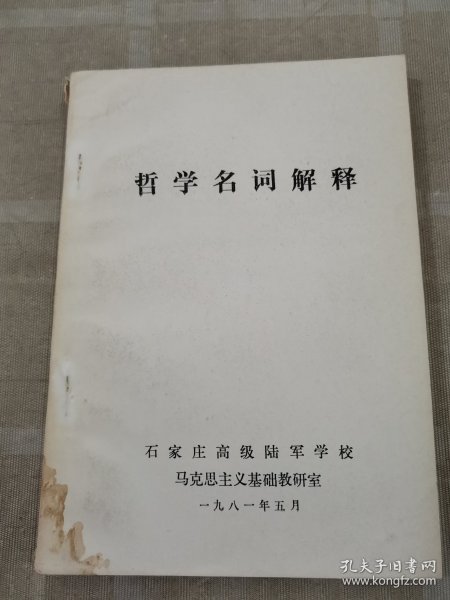 哲学名词解释
石家庄高级陆军学校
马克思主义基础教研室
一九八一年五月
孔夫子旧书网
www.kongfz.com